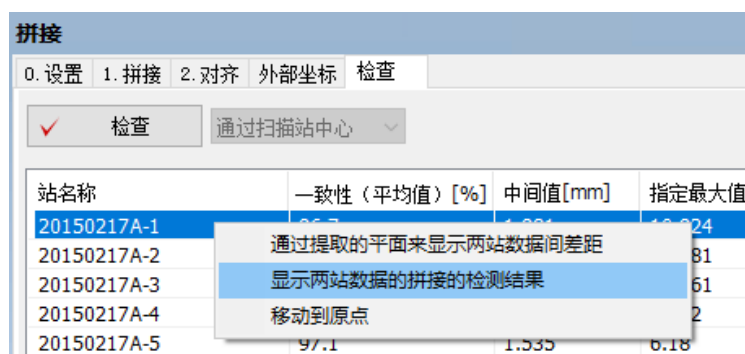 拼接
0.设置 1.拼接 2.对齐 外部坐标 检查
检查 通过扫描站中心
站名称 一致性（平均值）[%] 中间值[mm] 指定最大值
20150217A-1
通过提取的平面来显示两站数据间差距
20150217A-2 81
显示两站数据的拼接的检测结果
20150217A-3 61
移动到原点
20150217A-4 2
20150217A-5 97.1 1.535 6.18